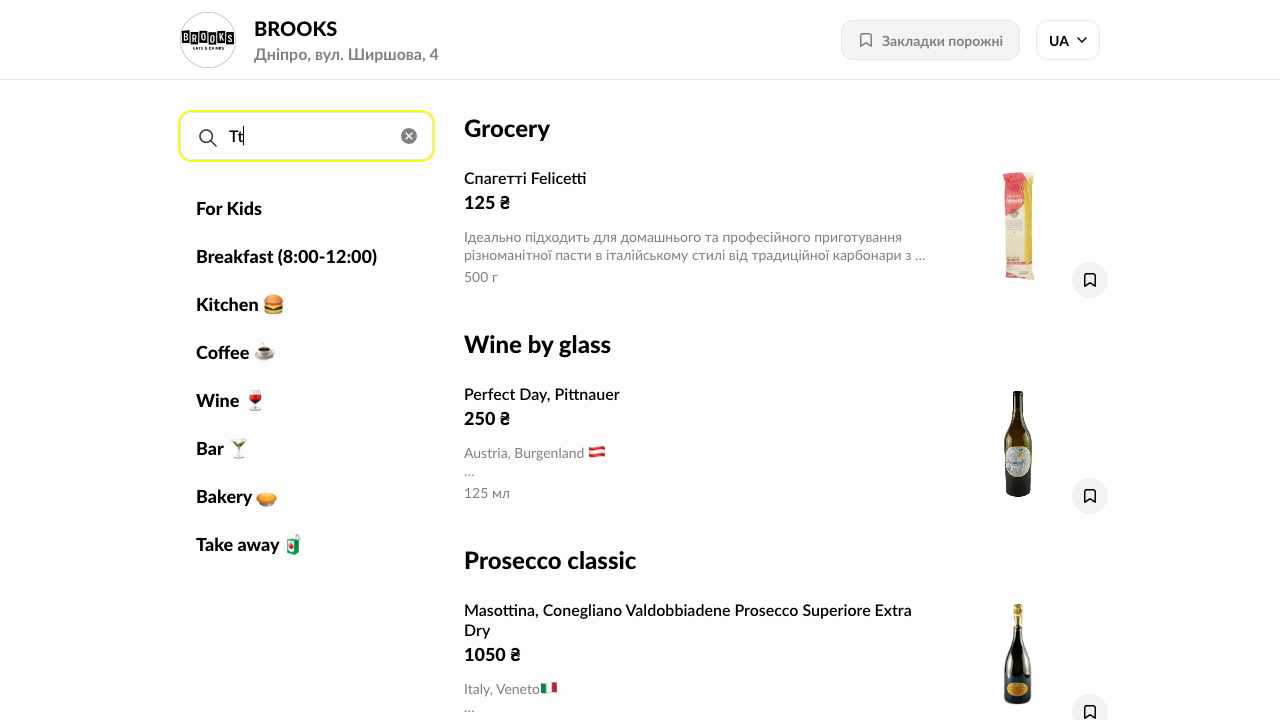 BROOKS
EATS & DRINKS
BROOKS
Дніпро, вул. Ширшова, 4
Закладки порожні
UA
Tt
For Kids
Breakfast (8:00-12:00)
Kitchen 🍔
Coffee ☕
Wine 🍷
Bar 🍸
Bakery 🥧
Take away 🧃
Grocery
Спагетті Felicetti
125 ₴
Ідеально підходить для домашнього та професійного приготування
різноманітної пасти в італійському стилі від традиційної карбонари з ...
500 г
Wine by glass
Perfect Day, Pittnauer
250 ₴
Austria, Burgenland 🇦🇹
...
125 мл
Prosecco classic
Masottina, Conegliano Valdobbiadene Prosecco Superiore Extra
Dry
1050 ₴
Italy, Veneto🇮🇹
...